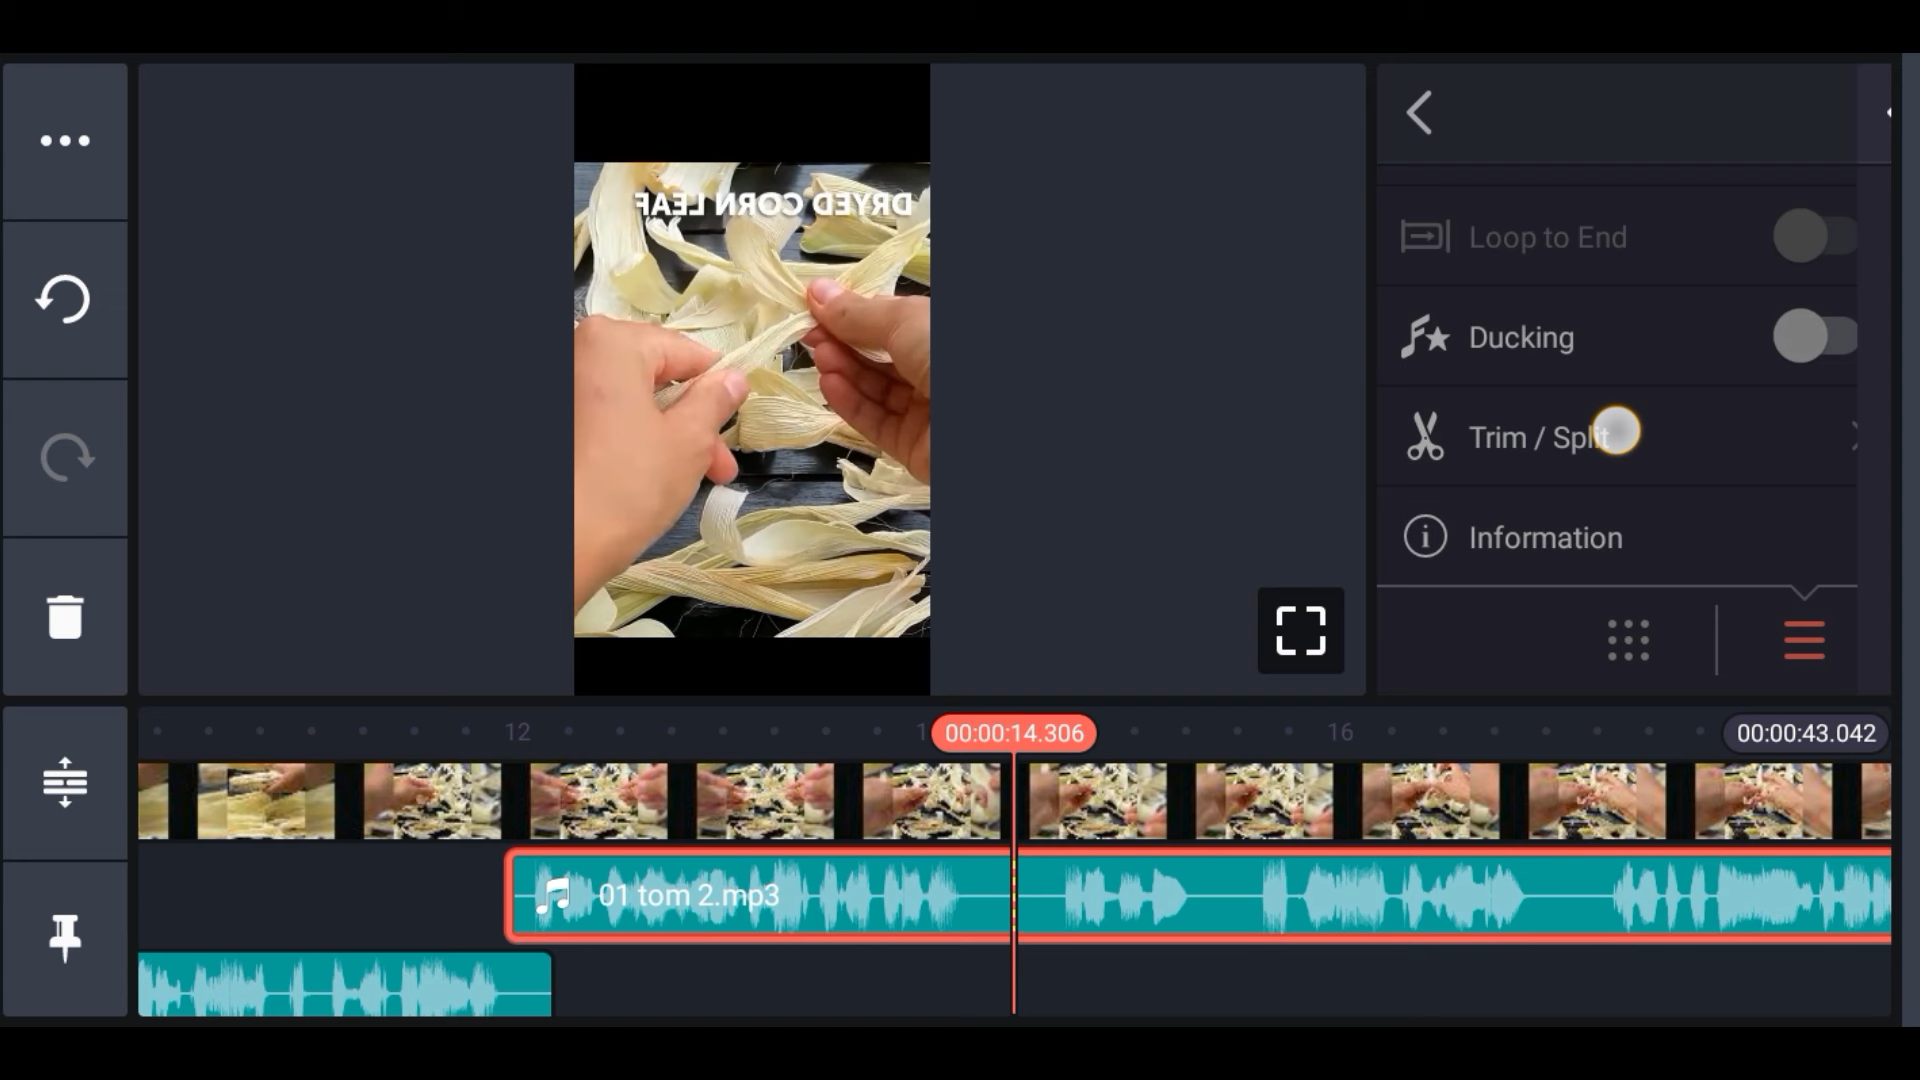 DRYED CORN LEAF
Loop to End
Ducking
Trim / Split
Information
12
00:00:14.306
16
00:00:43.042
01 tom 2.mp3